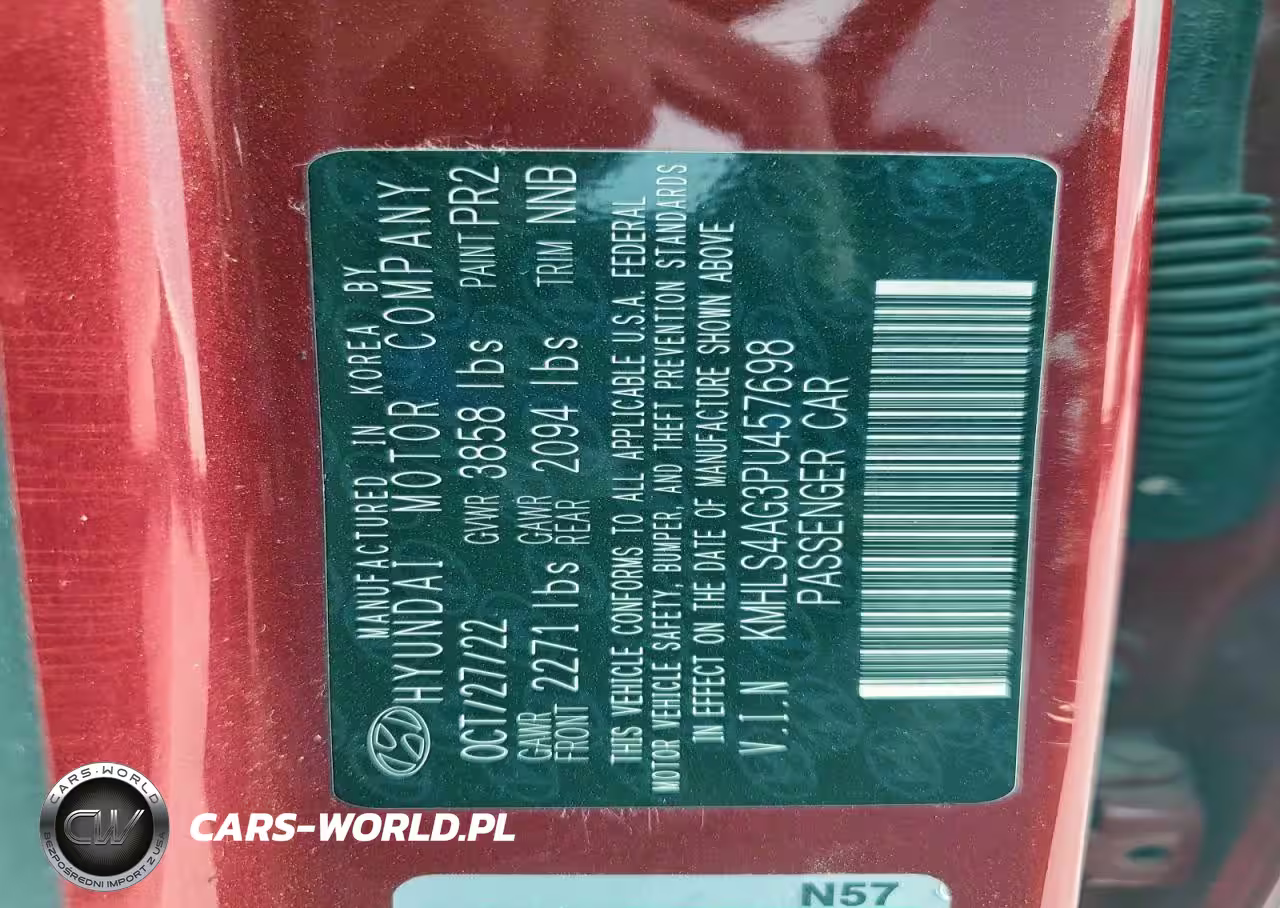 MANUFACTURED IN KOREA BY
HYUNDAI MOTOR COMPANY
OCT/27/22 GVWR 3858 lbs PAINT PR2
GAWR FRONT 2271 lbs GAWR REAR 2094 lbs TRIM NNB
THIS VEHICLE CONFORMS TO ALL APPLICABLE U.S.A. FEDERAL
MOTOR VEHICLE SAFETY, BUMPER, AND THEFT PREVENTION STANDARDS
IN EFFECT ON THE DATE OF MANUFACTURE SHOWN ABOVE
V.I.N KMHLS4AG3PU457698
PASSENGER CAR
CARS-WORLD
CW
BEZPOŚREDNI IMPORT Z USA
CARS-WORLD.PL
N57